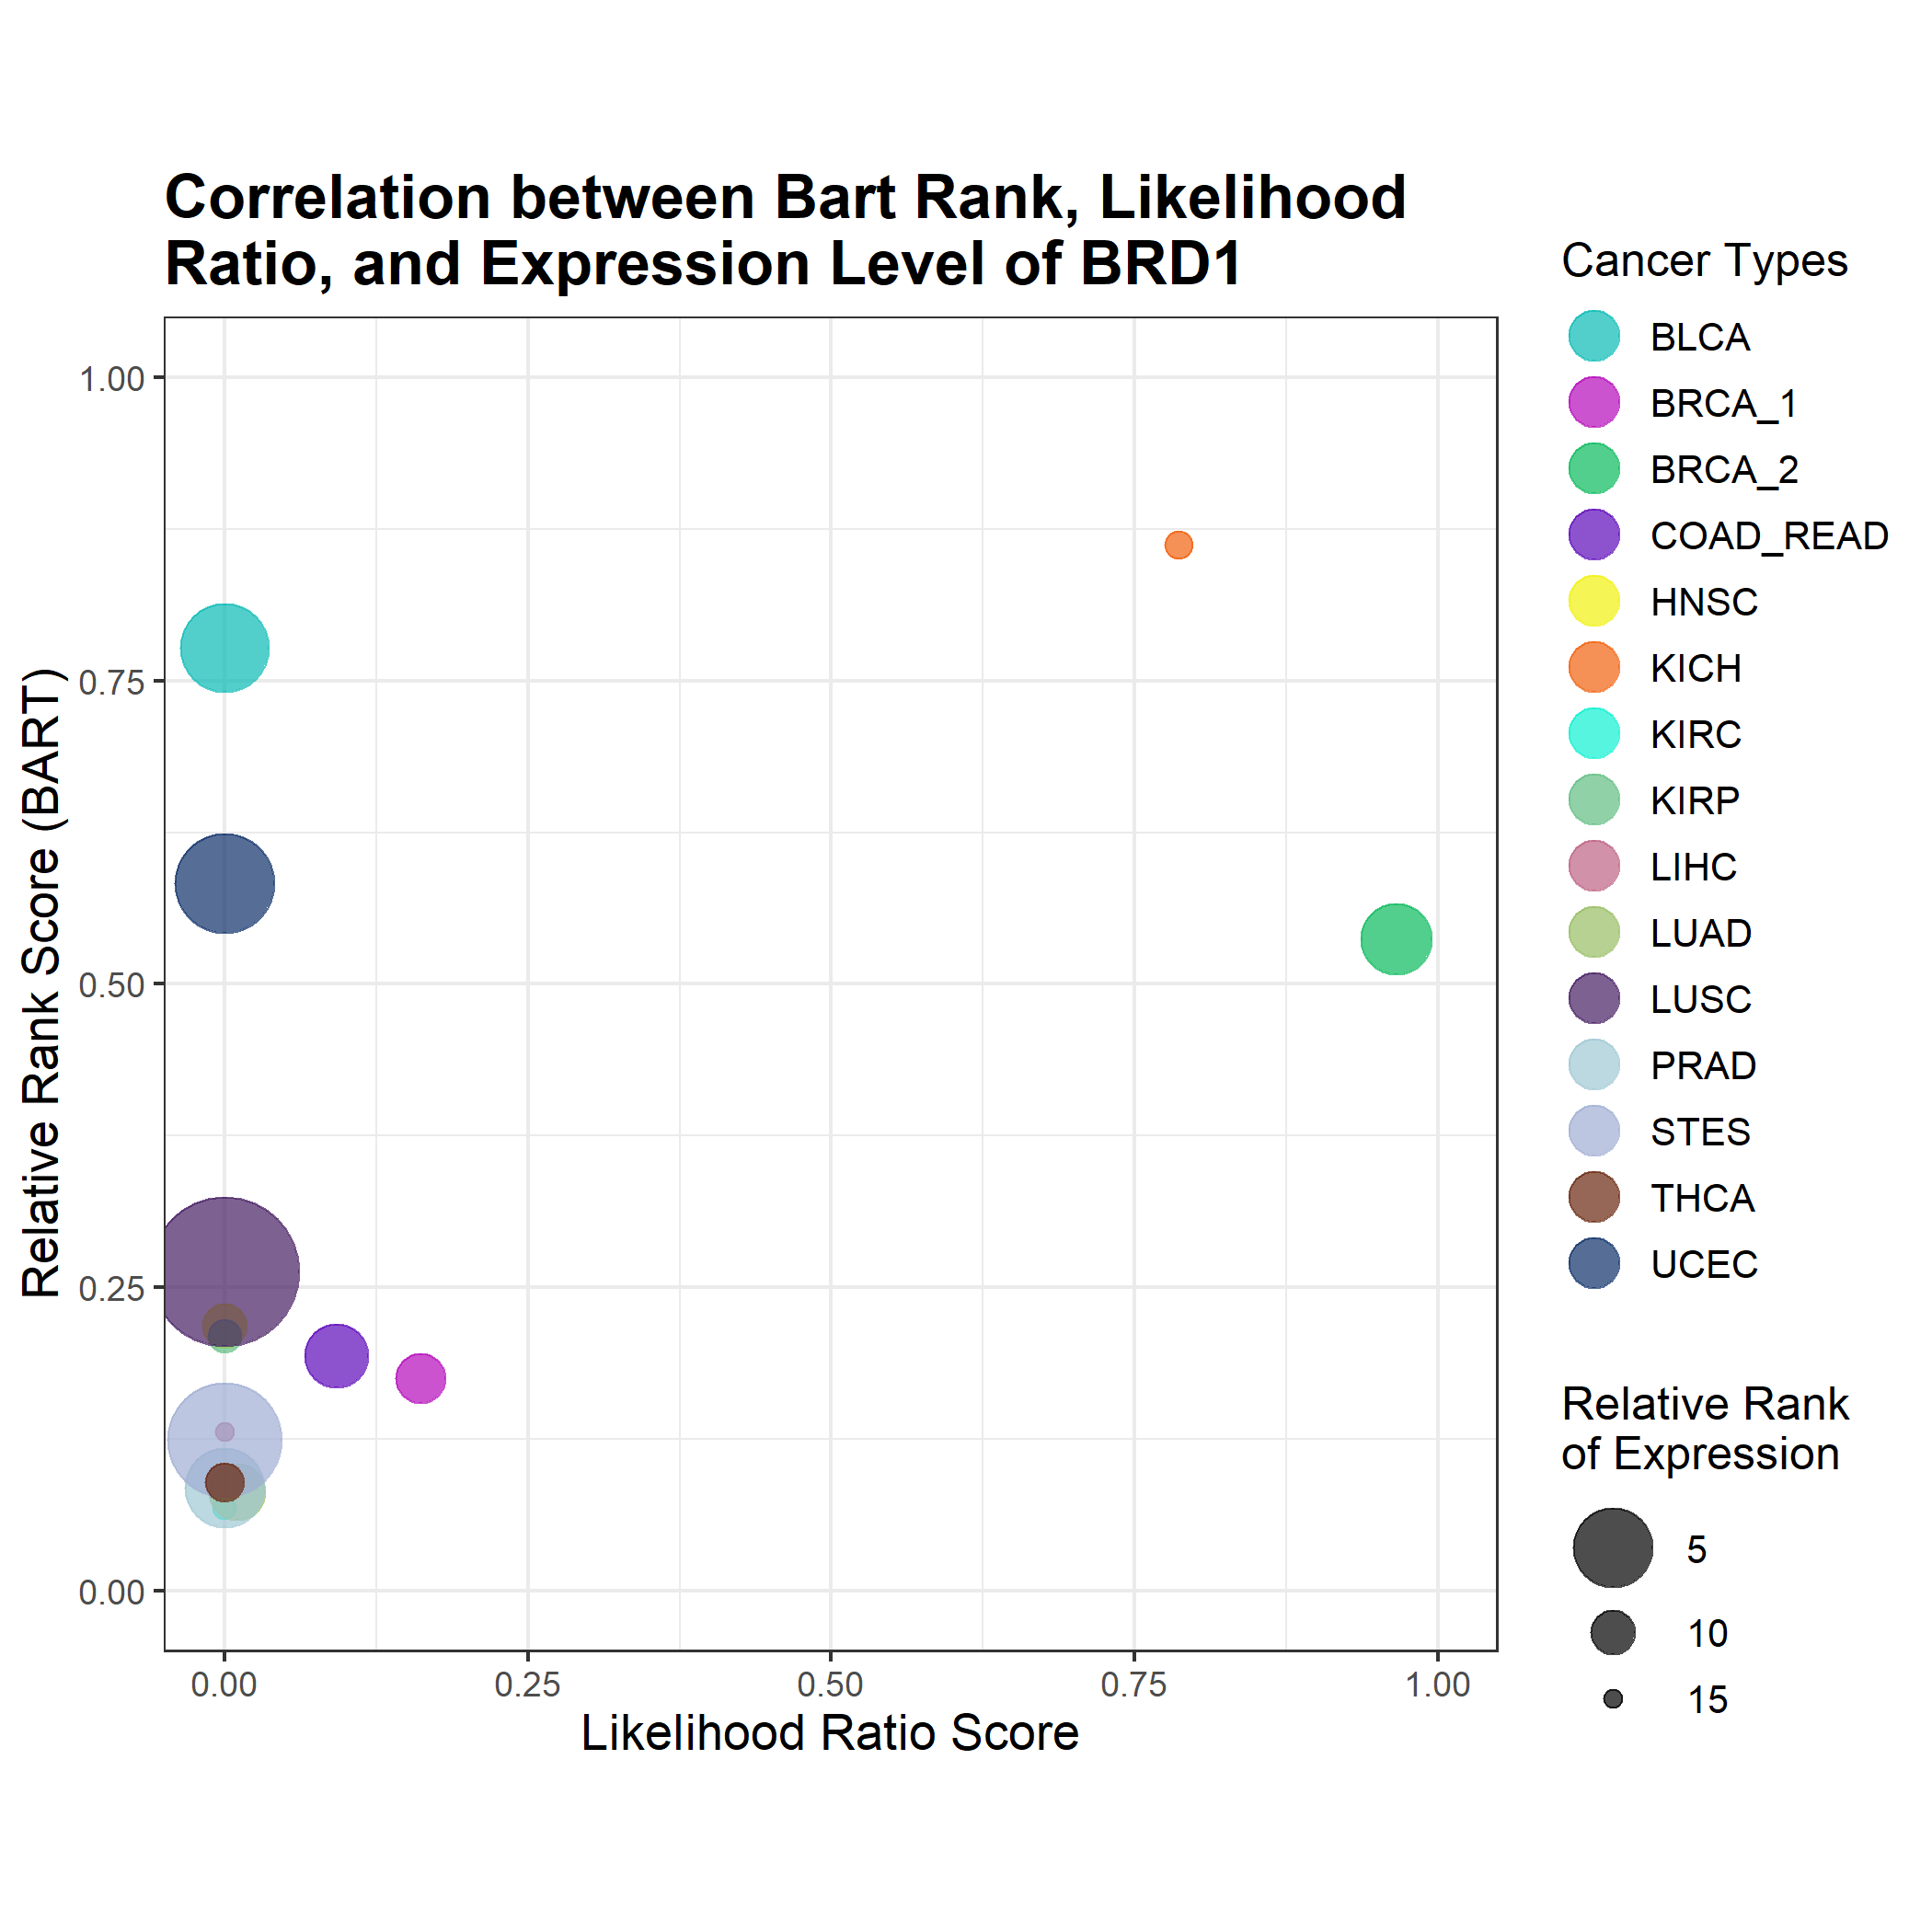 Correlation between Bart Rank, Likelihood
Ratio, and Expression Level of BRD1
Relative Rank Score (BART)
1.00
0.75
0.50
0.25
0.00
0.00
0.25
0.50
0.75
1.00
Likelihood Ratio Score
Cancer Types
BLCA
BRCA_1
BRCA_2
COAD_READ
HNSC
KICH
KIRC
KIRP
LIHC
LUAD
LUSC
PRAD
STES
THCA
UCEC
Relative Rank
of Expression
5
10
15